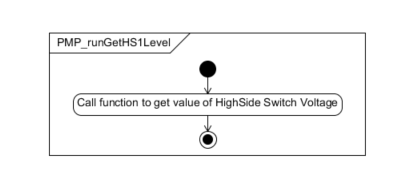 PMP_runGetHS1Level
Call function to get value of HighSide Switch Voltage